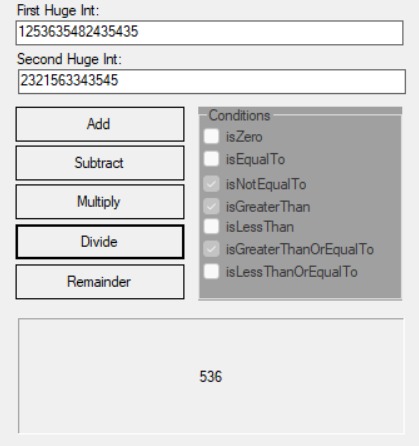 First Huge Int:
1253635482435435
Second Huge Int:
2321563343545
Add
Subtract
Multiply
Divide
Remainder
Conditions
isZero
isEqualTo
isNotEqualTo
isGreaterThan
isLessThan
isGreaterThanOrEqualTo
isLessThanOrEqualTo
536